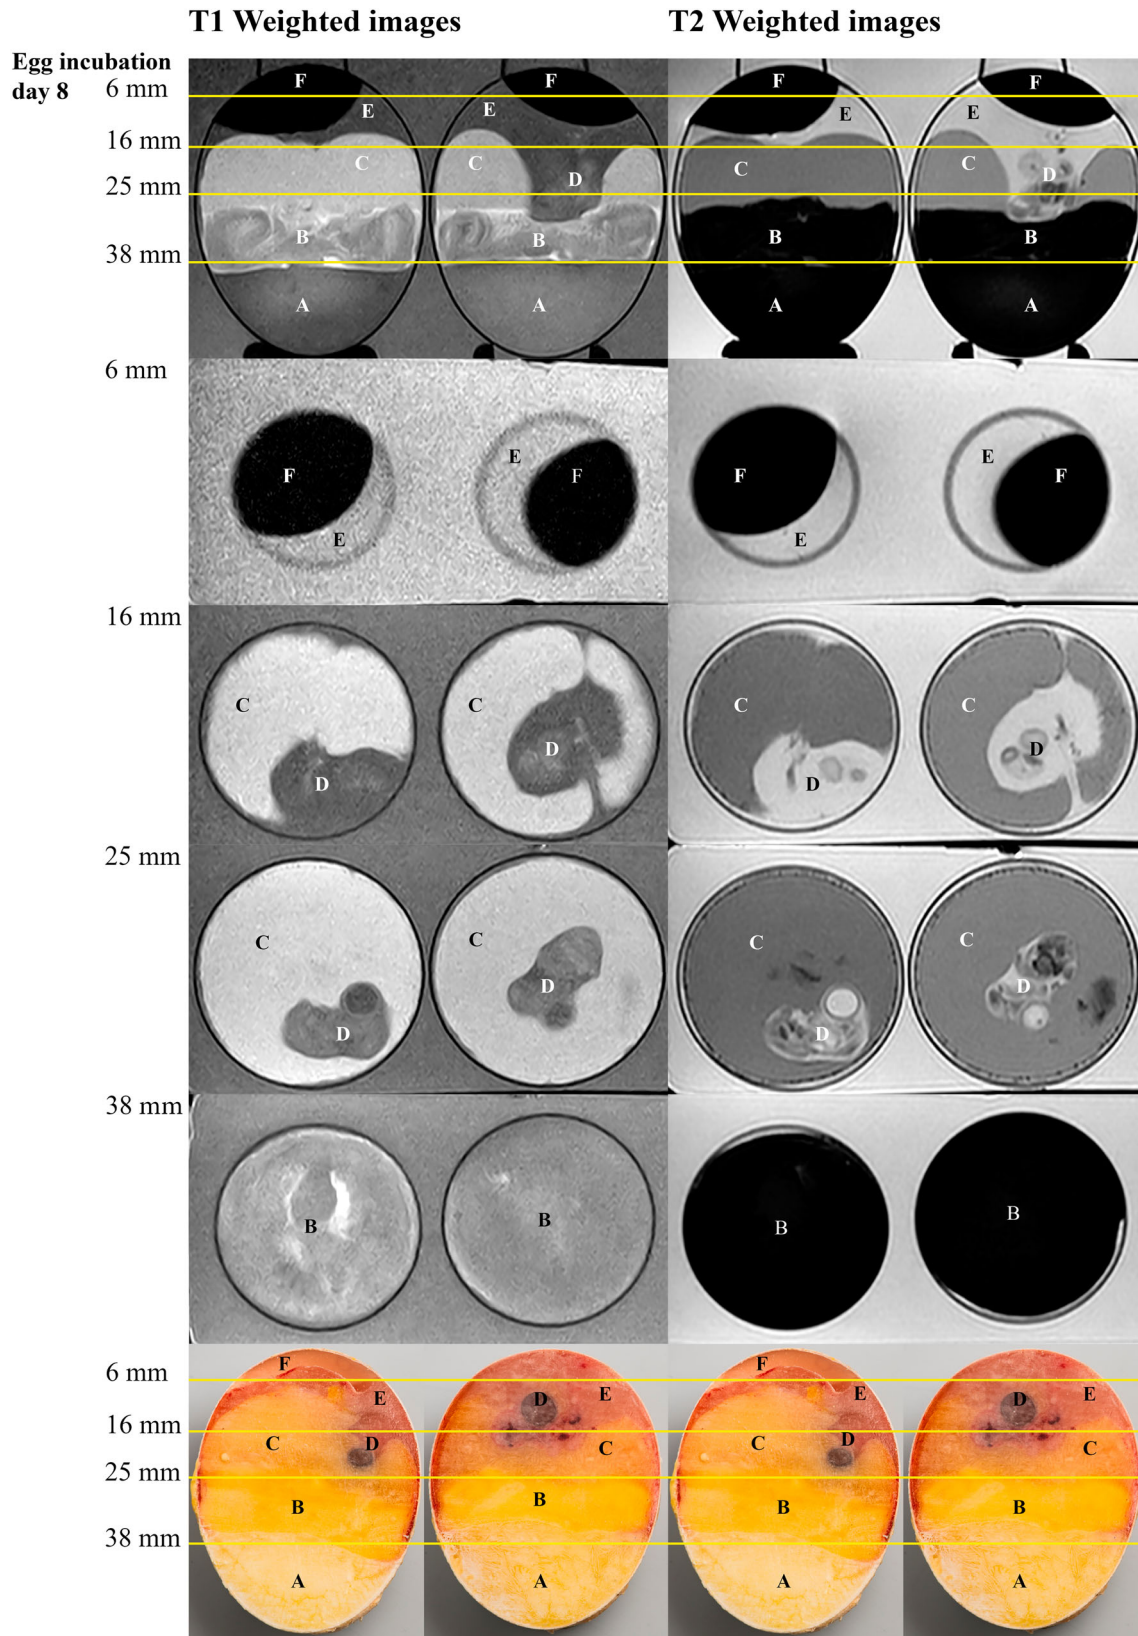 T1 Weighted images T2 Weighted images
Egg incubation
day 8 6 mm
F F F F
E E E E
16 mm
C C C C
D D
25 mm
B B B B
38 mm
A A A A
6 mm
F F F F
E E E E
16 mm
C C C C
D D D D
25 mm
C C C C
D D D D
38 mm
B B B B
6 mm
F F
E D E E D E
16 mm
C D C C D C
25 mm
B B B B
38 mm
A A A A